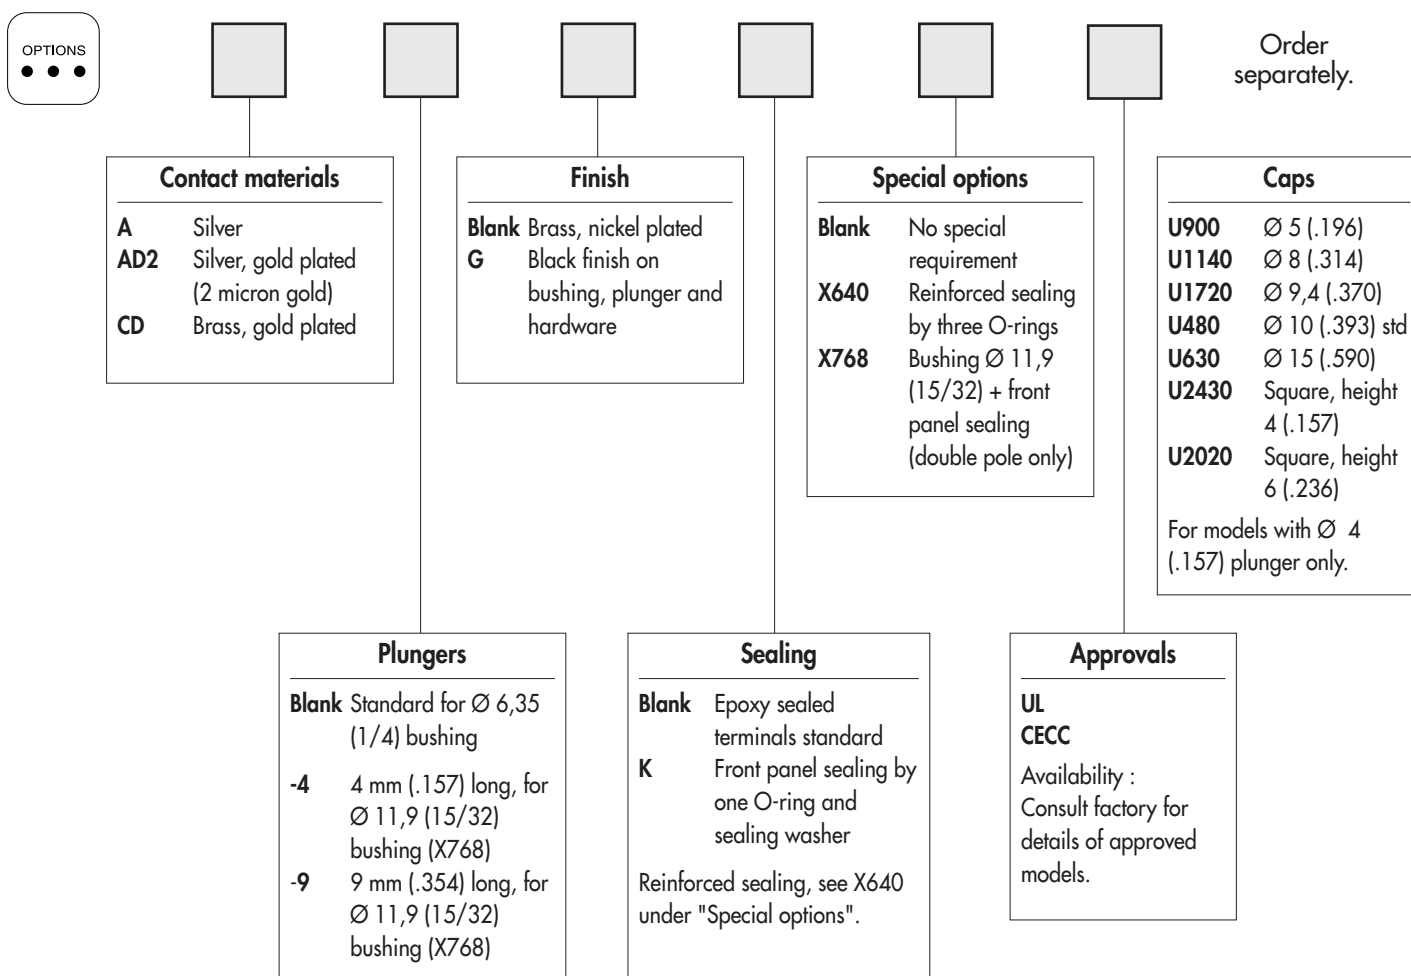 OPTIONS
Order
separately.
Contact materials
A Silver
AD2 Silver, gold plated
(2 micron gold)
CD Brass, gold plated
Finish
Blank Brass, nickel plated
G Black finish on
bushing, plunger and
hardware
Special options
Blank No special
requirement
X640 Reinforced sealing
by three O-rings
X768 Bushing Ø 11,9
(15/32) + front
panel sealing
(double pole only)
Caps
U900 Ø 5 (.196)
U1140 Ø 8 (.314)
U1720 Ø 9,4 (.370)
U480 Ø 10 (.393) std
U630 Ø 15 (.590)
U2430 Square, height
4 (.157)
U2020 Square, height
6 (.236)
For models with Ø 4
(.157) plunger only.
Plungers
Blank Standard for Ø 6,35
(1/4) bushing
-4 4 mm (.157) long, for
Ø 11,9 (15/32)
bushing (X768)
-9 9 mm (.354) long, for
Ø 11,9 (15/32)
bushing (X768)
Sealing
Blank Epoxy sealed
terminals standard
K Front panel sealing by
one O-ring and
sealing washer
Reinforced sealing, see X640
under "Special options".
Approvals
UL
CECC
Availability :
Consult factory for
details of approved
models.